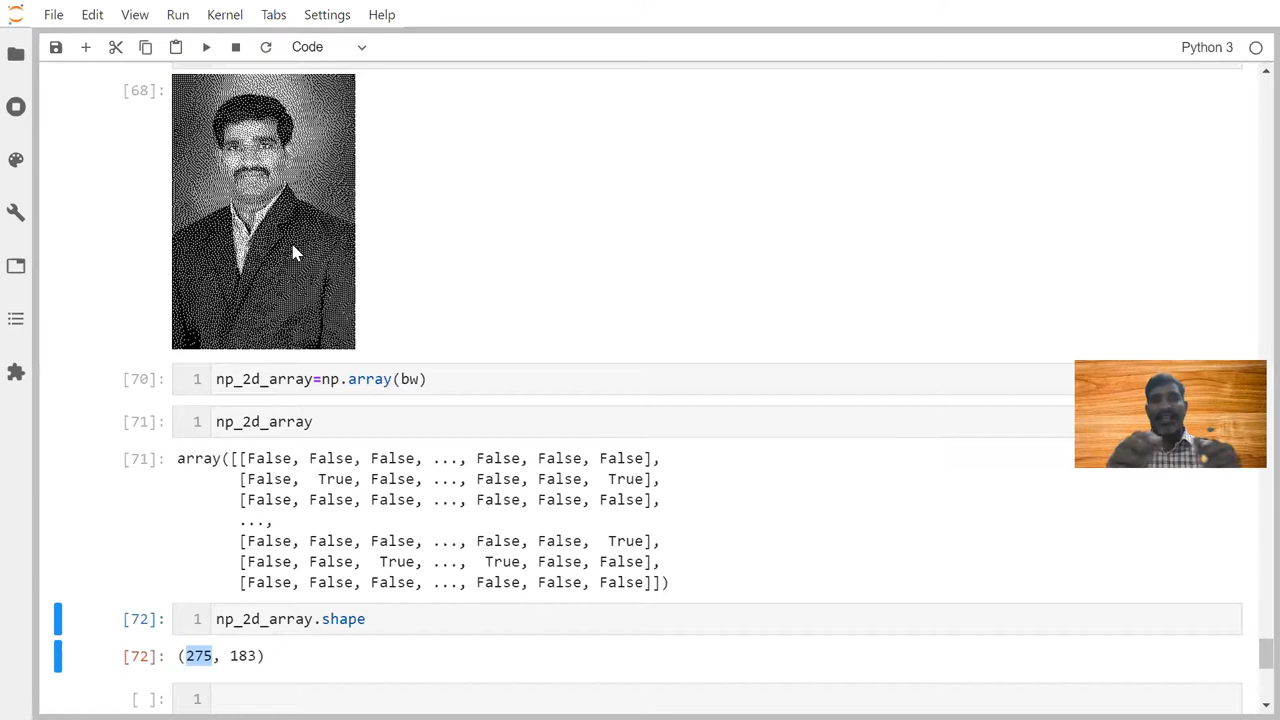 File Edit View Run Kernel Tabs Settings Help
Code
Python 3
[68]:
[70]: 1 np_2d_array=np.array(bw)
[71]: 1 np_2d_array
[71]: array([[False, False, False, ..., False, False, False],
[False, True, False, ..., False, False, True],
[False, False, False, ..., False, False, False],
...,
[False, False, False, ..., False, False, True],
[False, False, True, ..., True, False, False],
[False, False, False, ..., False, False, False]])
[72]: 1 np_2d_array.shape
[72]: (275, 183)
[ ]: 1